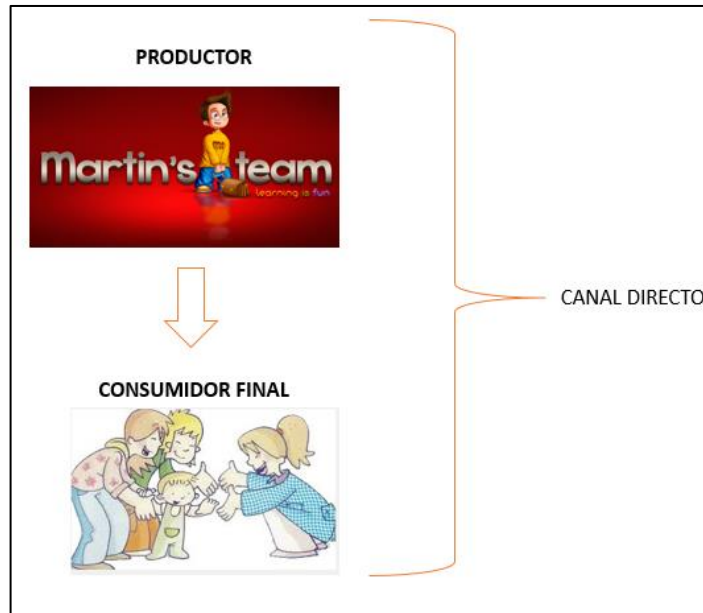 PRODUCTOR
Martin's team
learning is fun
CANAL DIRECTO
CONSUMIDOR FINAL